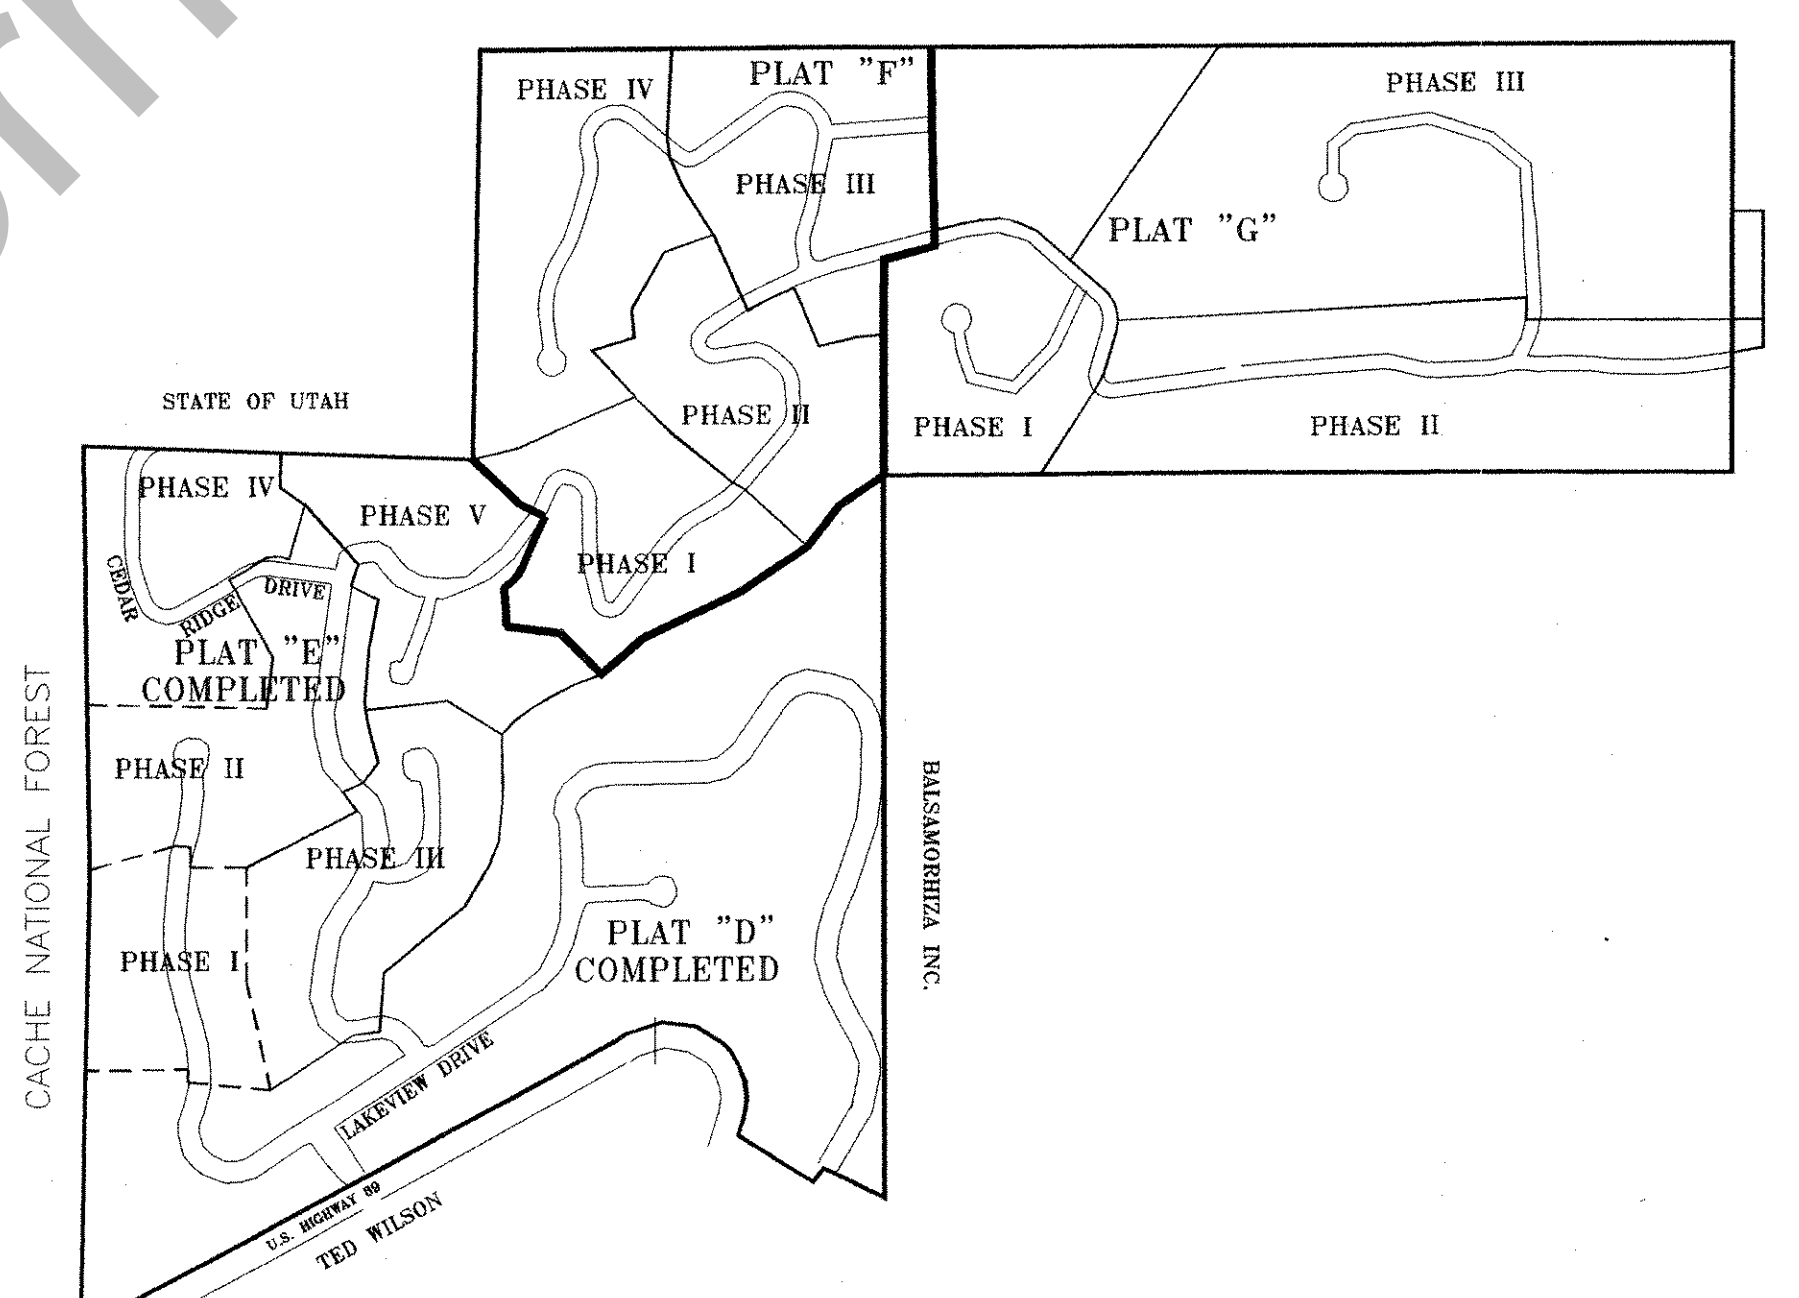 PLAT "F"
PHASE IV
PHASE III
PHASE III
PLAT "G"
STATE OF UTAH
PHASE II
PHASE I
PHASE II
PHASE IV
PHASE V
PHASE I
CEDAR
RIDGE
DRIVE
PLAT "E"
COMPLETED
PHASE II
PHASE III
PHASE I
CACHE NATIONAL FOREST
BALSAMORHIZA INC.
PLAT "D"
COMPLETED
LAKEVIEW DRIVE
U.S. HIGHWAY 89
TED WILSON